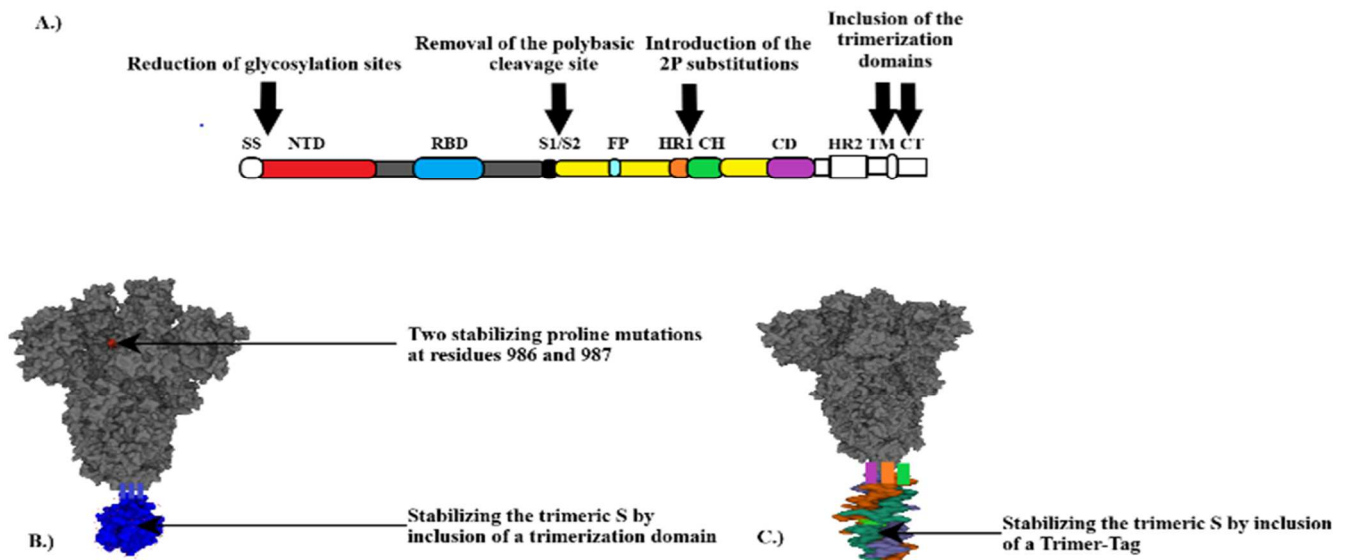 A.)
Reduction of glycosylation sites
Removal of the polybasic
cleavage site
Introduction of the
2P substitutions
Inclusion of the
trimerization
domains
SS NTD RBD S1/S2 FP HR1 CH CD HR2 TM CT
Two stabilizing proline mutations
at residues 986 and 987
B.)
Stabilizing the trimeric S by
inclusion of a trimerization domain
C.)
Stabilizing the trimeric S by inclusion
of a Trimer-Tag